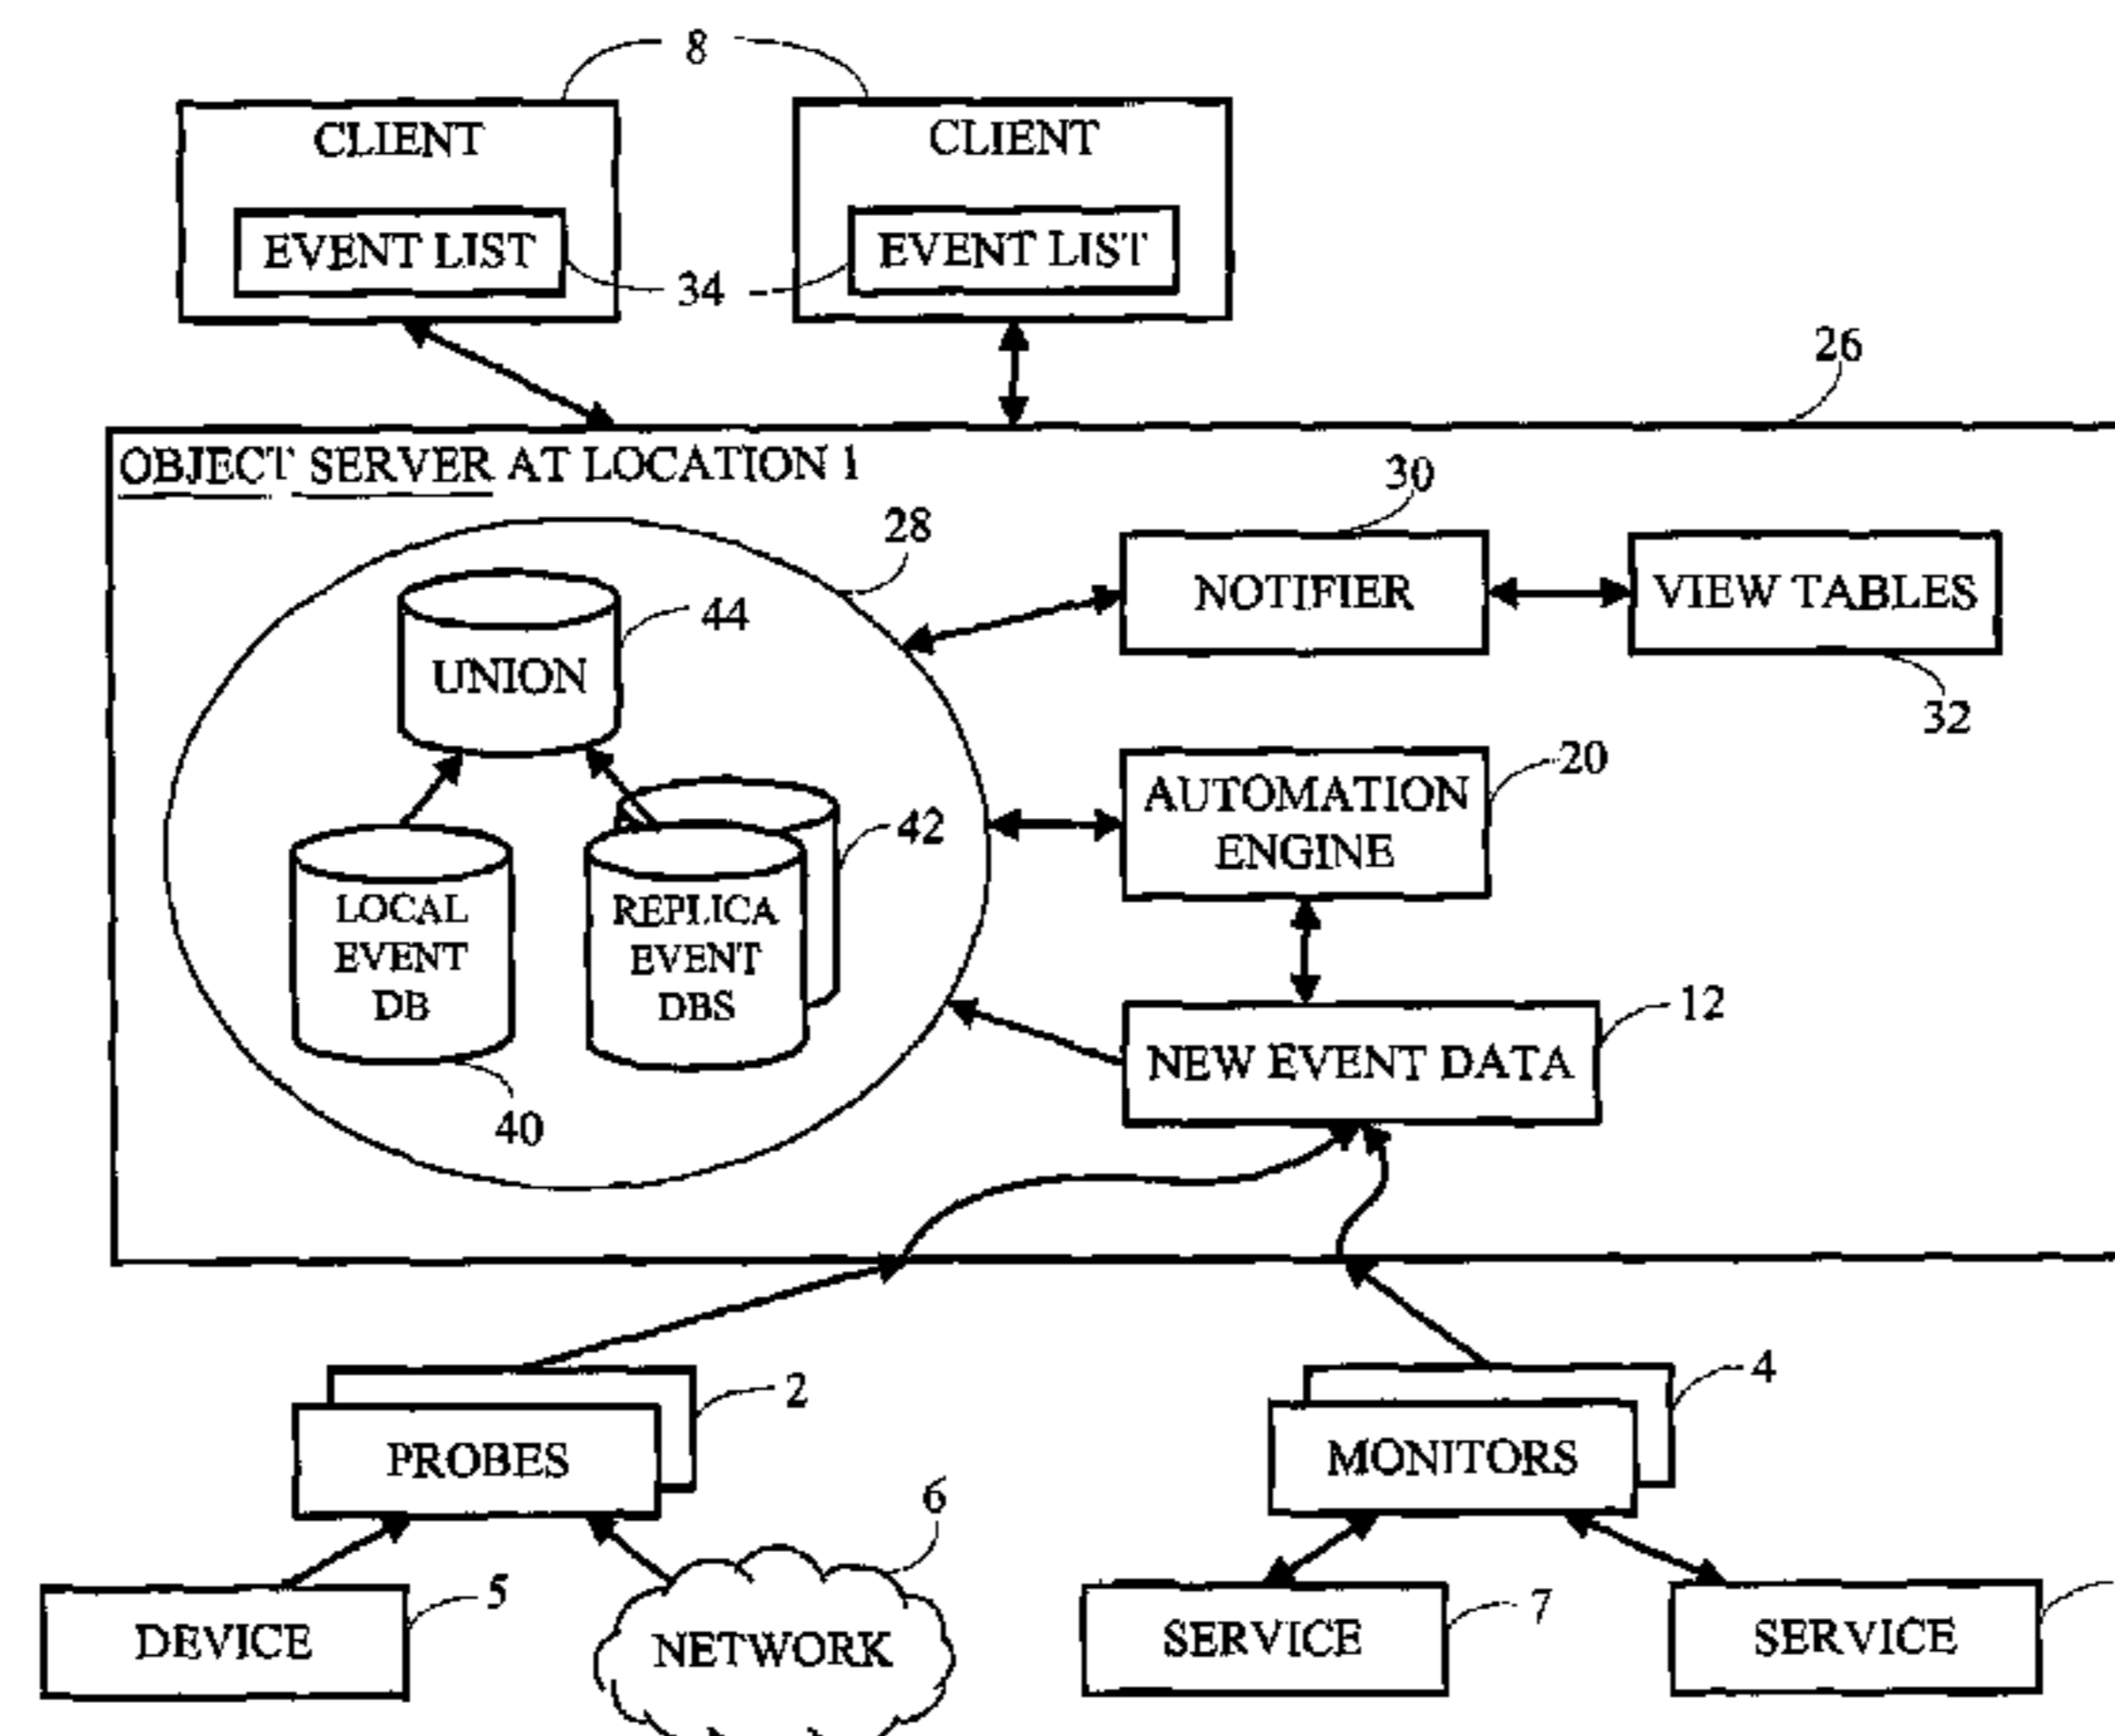 8
CLIENT
CLIENT
EVENT LIST
EVENT LIST
34
26
OBJECT SERVER AT LOCATION 1
30
28
NOTIFIER
VIEW TABLES
44
UNION
32
20
AUTOMATION
ENGINE
42
LOCAL
EVENT
DB
REPLICA
EVENT
DBS
12
NEW EVENT DATA
40
2
4
PROBES
MONITORS
6
5
7
DEVICE
NETWORK
SERVICE
SERVICE